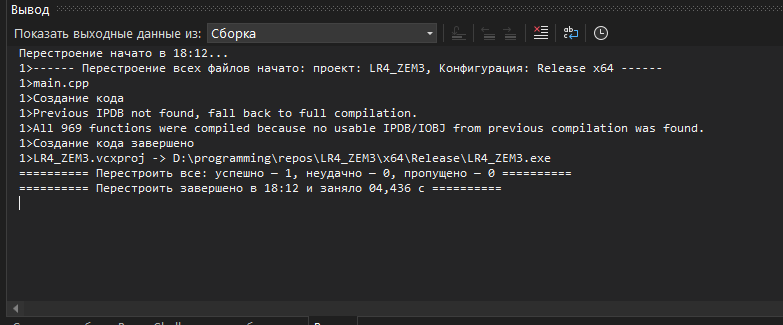 Вывод
Показать выходные данные из: Сборка
Перестроение начато в 18:12...
1>------ Перестроение всех файлов начато: проект: LR4_ZEM3, Конфигурация: Release x64 ------
1>main.cpp
1>Создание кода
1>Previous IPDB not found, fall back to full compilation.
1>All 969 functions were compiled because no usable IPDB/IOBJ from previous compilation was found.
1>Создание кода завершено
1>LR4_ZEM3.vcxproj -> D:\programming\repos\LR4_ZEM3\x64\Release\LR4_ZEM3.exe
========== Перестроить все: успешно — 1, неудачно — 0, пропущено — 0 ==========
========== Перестроить завершено в 18:12 и заняло 04,436 с ==========